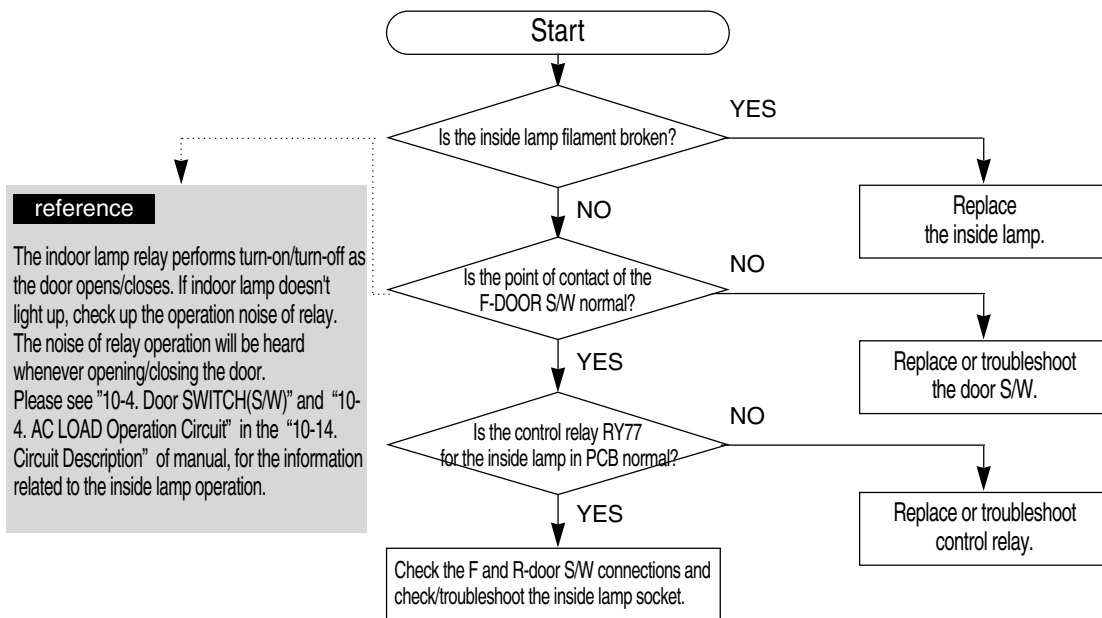 Start
Is the inside lamp filament broken?
YES
Replace
the inside lamp.
NO
reference
The indoor lamp relay performs turn-on/turn-off as
the door opens/closes. If indoor lamp doesn't
light up, check up the operation noise of relay.
The noise of relay operation will be heard
whenever opening/closing the door.
Please see "10-4. Door SWITCH(S/W)" and “10-
4. AC LOAD Operation Circuit” in the “10-14.
Circuit Description” of manual, for the information
related to the inside lamp operation.
Is the point of contact of the
F-DOOR S/W normal?
NO
Replace or troubleshoot
the door S/W.
YES
Is the control relay RY77
for the inside lamp in PCB normal?
NO
Replace or troubleshoot
control relay.
YES
Check the F and R-door S/W connections and
check/troubleshoot the inside lamp socket.